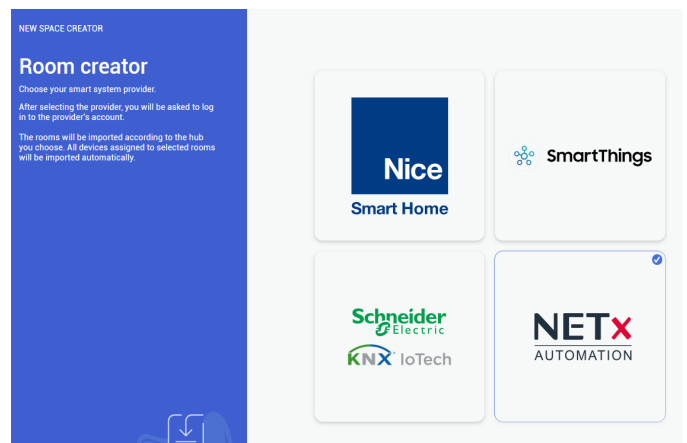 NEW SPACE CREATOR
Room creator
Choose your smart system provider.
After selecting the provider, you will be asked to log
in to the provider's account.
The rooms will be imported according to the hub
you choose. All devices assigned to selected rooms
will be imported automatically.
Nice
Smart Home
SmartThings
Schneider
Electric
KNX IoTech
NETx
AUTOMATION